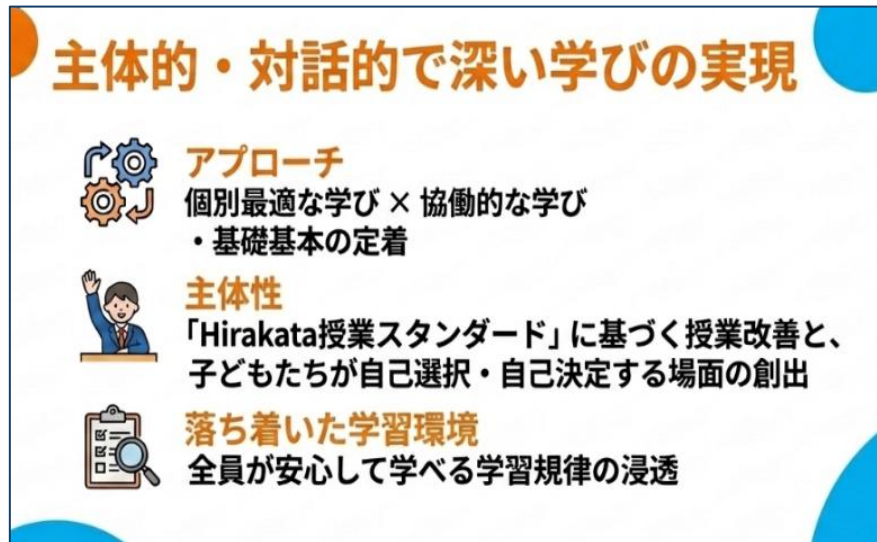 主体的・対話的で深い学びの実現
アプローチ
個別最適な学び × 協働的な学び
・基礎基本の定着
主体性
「Hirakata授業スタンダード」に基づく授業改善と、
子どもたちが自己選択・自己決定する場面の創出
落ち着いた学習環境
全員が安心して学べる学習規律の浸透